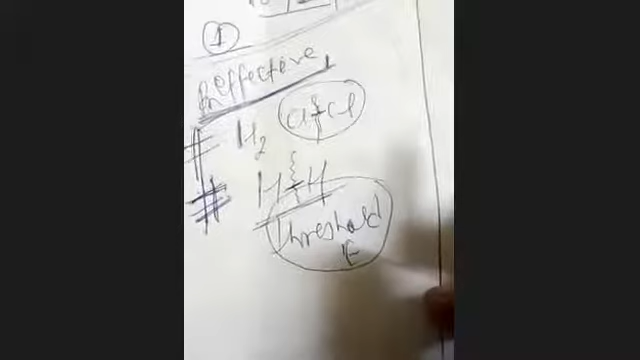 1
Effective
# H2 Cl Cl
# H H
Threshold
E